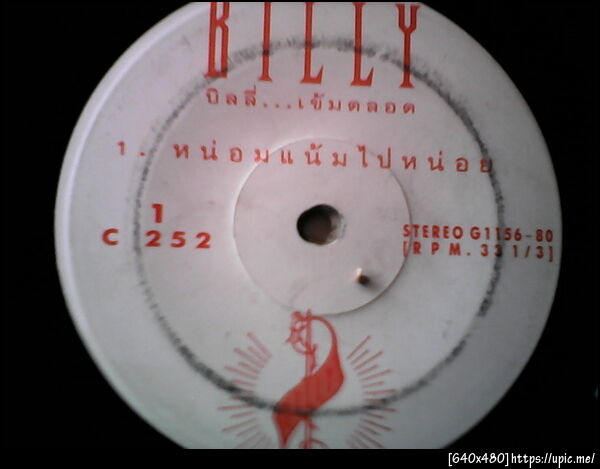 BILLY
บิลลี่...เข้มตลอด
1. หน่อมแน้มไปหน่อย
1
C 252
STEREO G1156-80
[RPM. 33 1/3]
[640x480]https://upic.me/